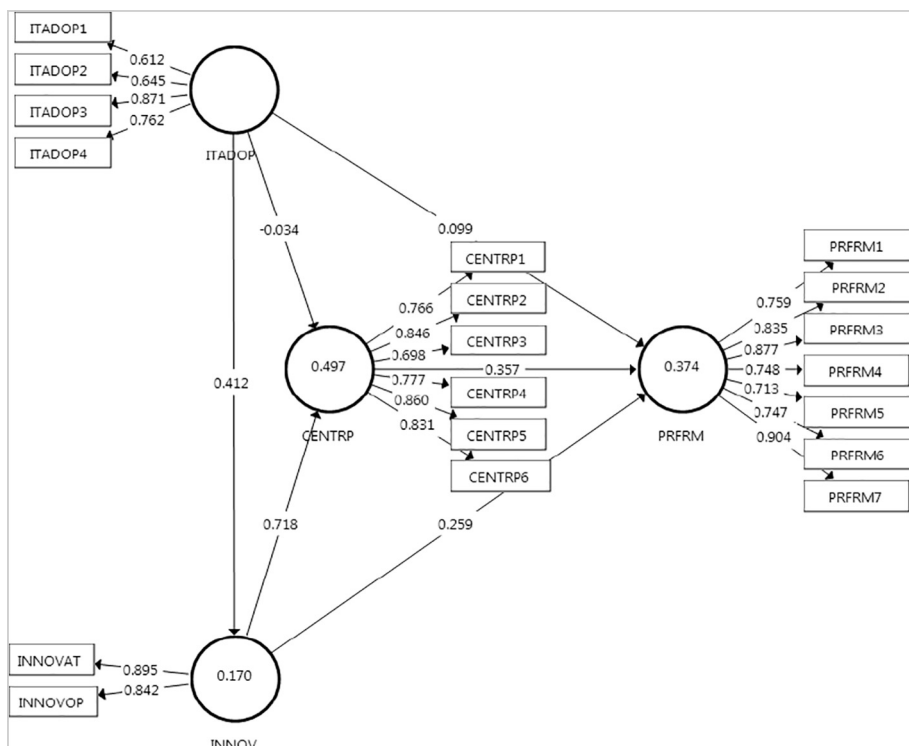 ITADOP1
ITADOP2
ITADOP3
ITADOP4
0.612
0.645
0.871
0.762
ITADOP
-0.034
0.099
0.412
CENTRP1
CENTRP2
CENTRP3
CENTRP4
CENTRP5
CENTRP6
0.766
0.846
0.698
0.777
0.860
0.831
0.497
CENTRP
0.357
0.374
PRFRM
PRFRM1
PRFRM2
PRFRM3
PRFRM4
PRFRM5
PRFRM6
PRFRM7
0.759
0.835
0.877
0.748
0.713
0.747
0.904
0.718
0.259
INNOVAT
INNOVOP
0.895
0.842
0.170
INNOV